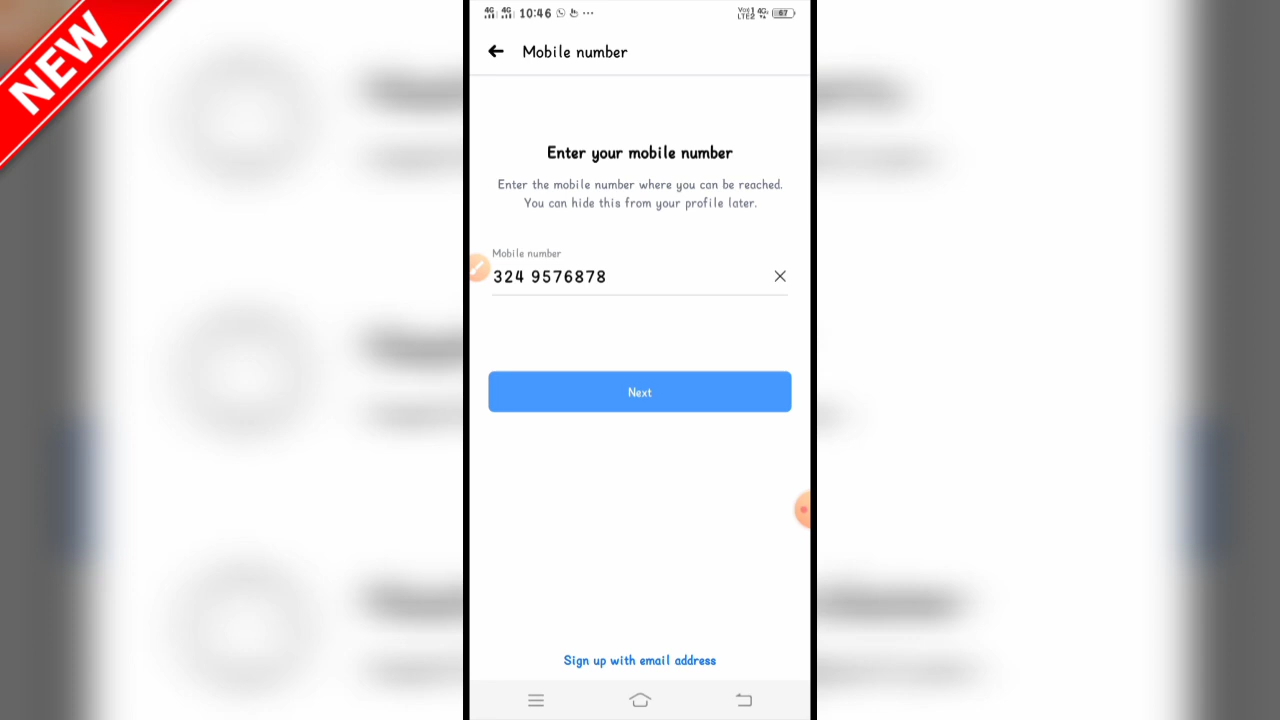 NEW
10:46
67
Mobile number
Enter your mobile number
Enter the mobile number where you can be reached.
You can hide this from your profile later.
Mobile number
324 9576878
Next
Sign up with email address